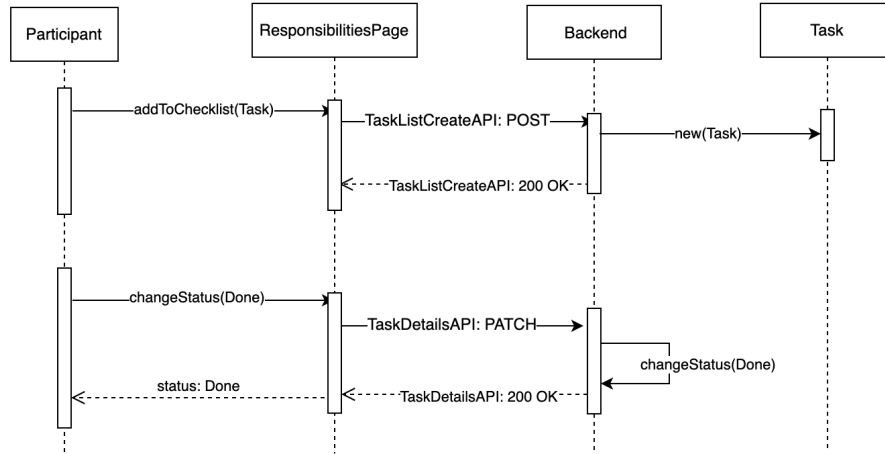 Participant
ResponsibilitiesPage
Backend
Task
addToChecklist(Task)
TaskListCreateAPI: POST
new(Task)
TaskListCreateAPI: 200 OK
changeStatus(Done)
TaskDetailsAPI: PATCH
changeStatus(Done)
status: Done
TaskDetailsAPI: 200 OK